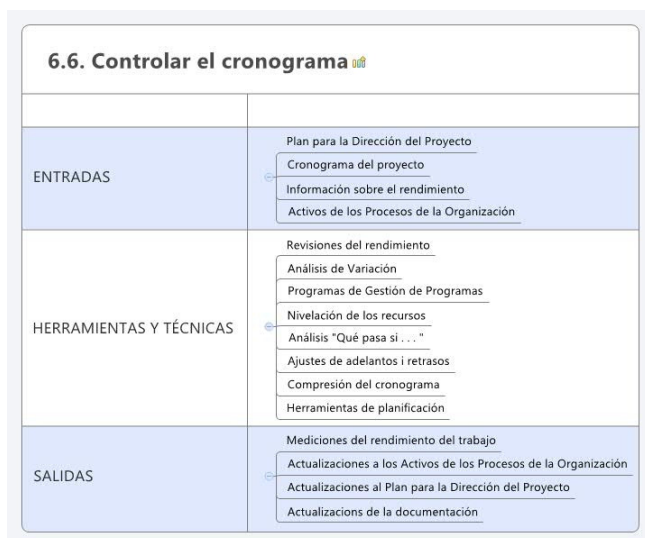 6.6. Controlar el cronograma
ENTRADAS
Plan para la Dirección del Proyecto
Cronograma del proyecto
Información sobre el rendimiento
Activos de los Procesos de la Organización
HERRAMIENTAS Y TÉCNICAS
Revisiones del rendimiento
Análisis de Variación
Programas de Gestión de Programas
Nivelación de los recursos
Análisis "Qué pasa si . . . "
Ajustes de adelantos i retrasos
Compresión del cronograma
Herramientas de planificación
SALIDAS
Mediciones del rendimiento del trabajo
Actualizaciones a los Activos de los Procesos de la Organización
Actualizaciones al Plan para la Dirección del Proyecto
Actualizacions de la documentación